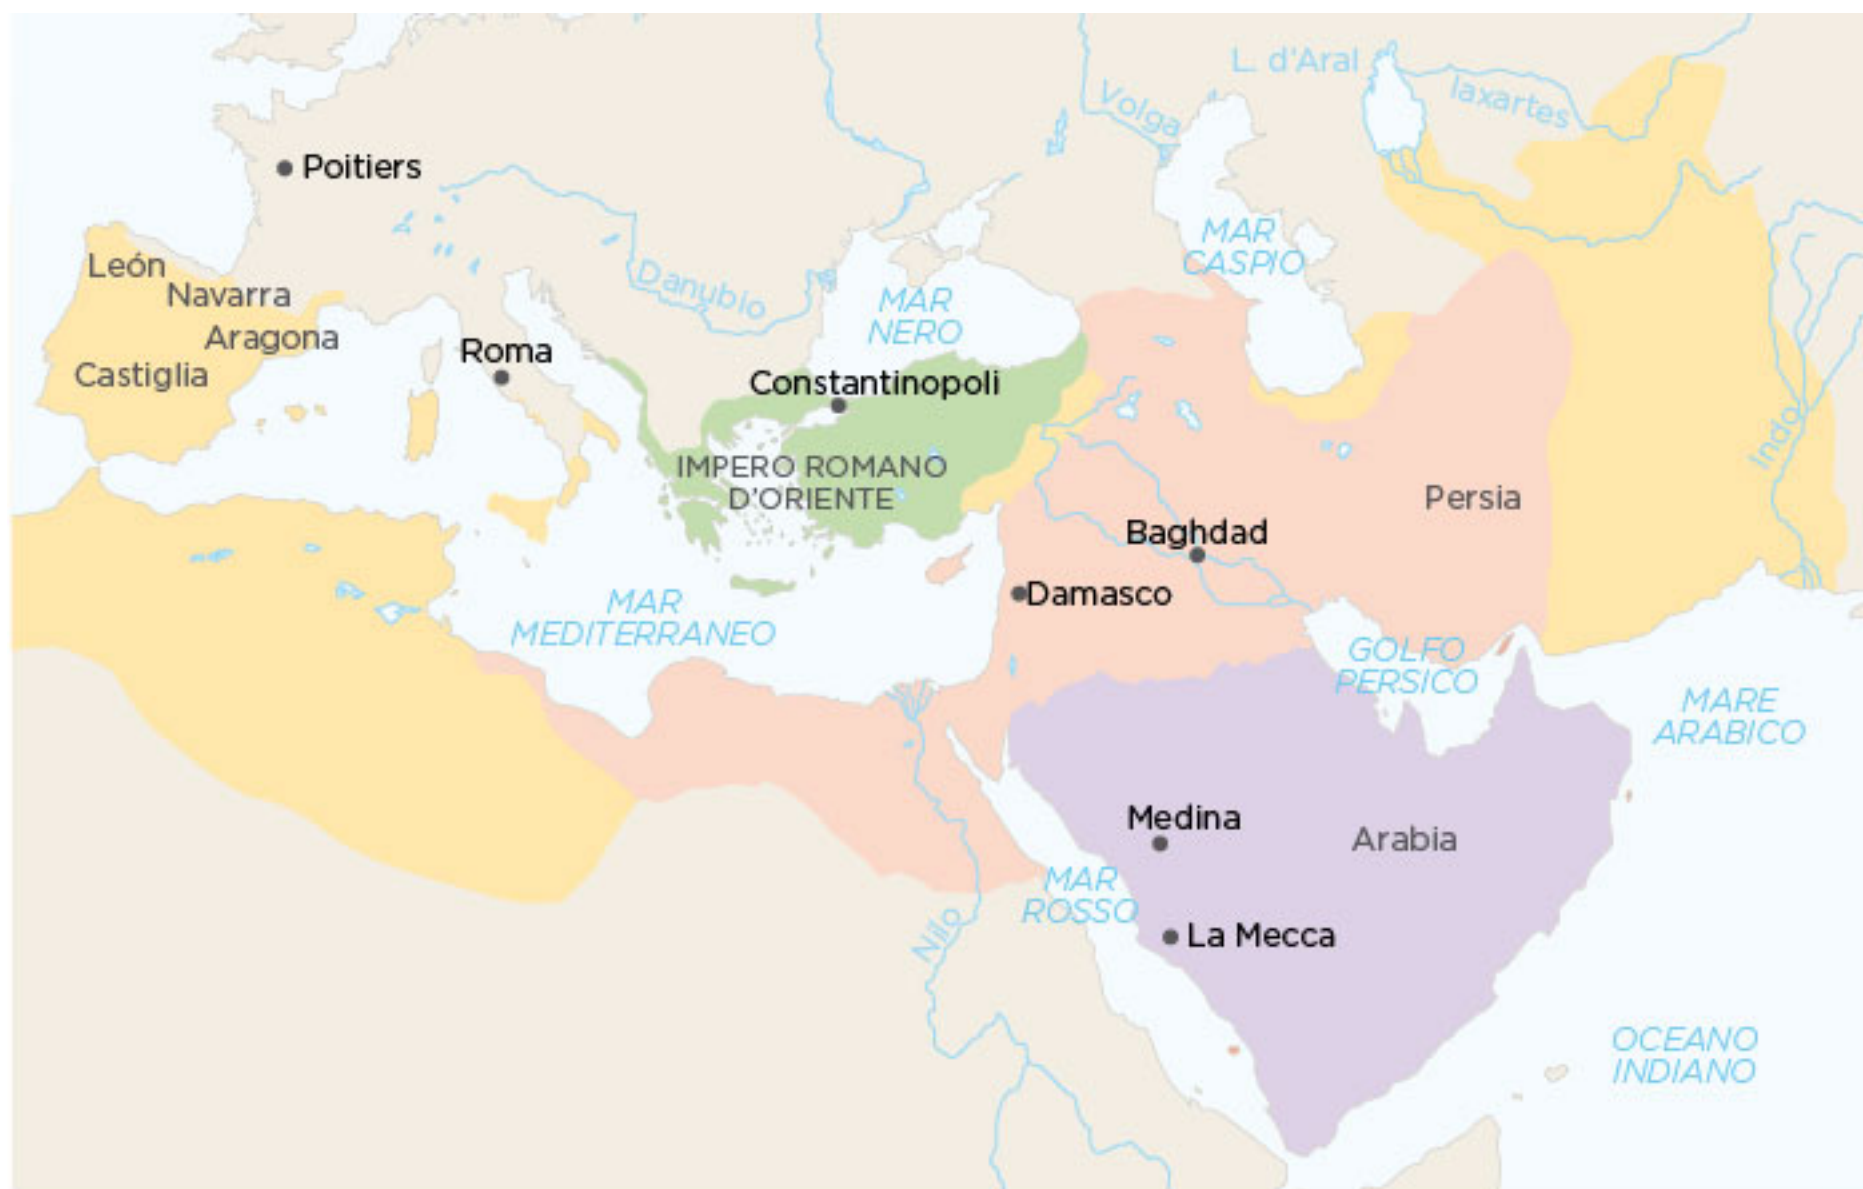 L. d'Aral
Iaxartes
Volga
Poitiers
MAR
CASPIO
León
Navarra
Aragona
Castiglia
Danubio
MAR
NERO
Roma
Constantinopoli
Indo
IMPERO ROMANO
D'ORIENTE
Persia
Baghdad
Damasco
MAR
MEDITERRANEO
GOLFO
PERSICO
MARE
ARABICO
Medina
Arabia
MAR
ROSSO
Nilo
La Mecca
OCEANO
INDIANO